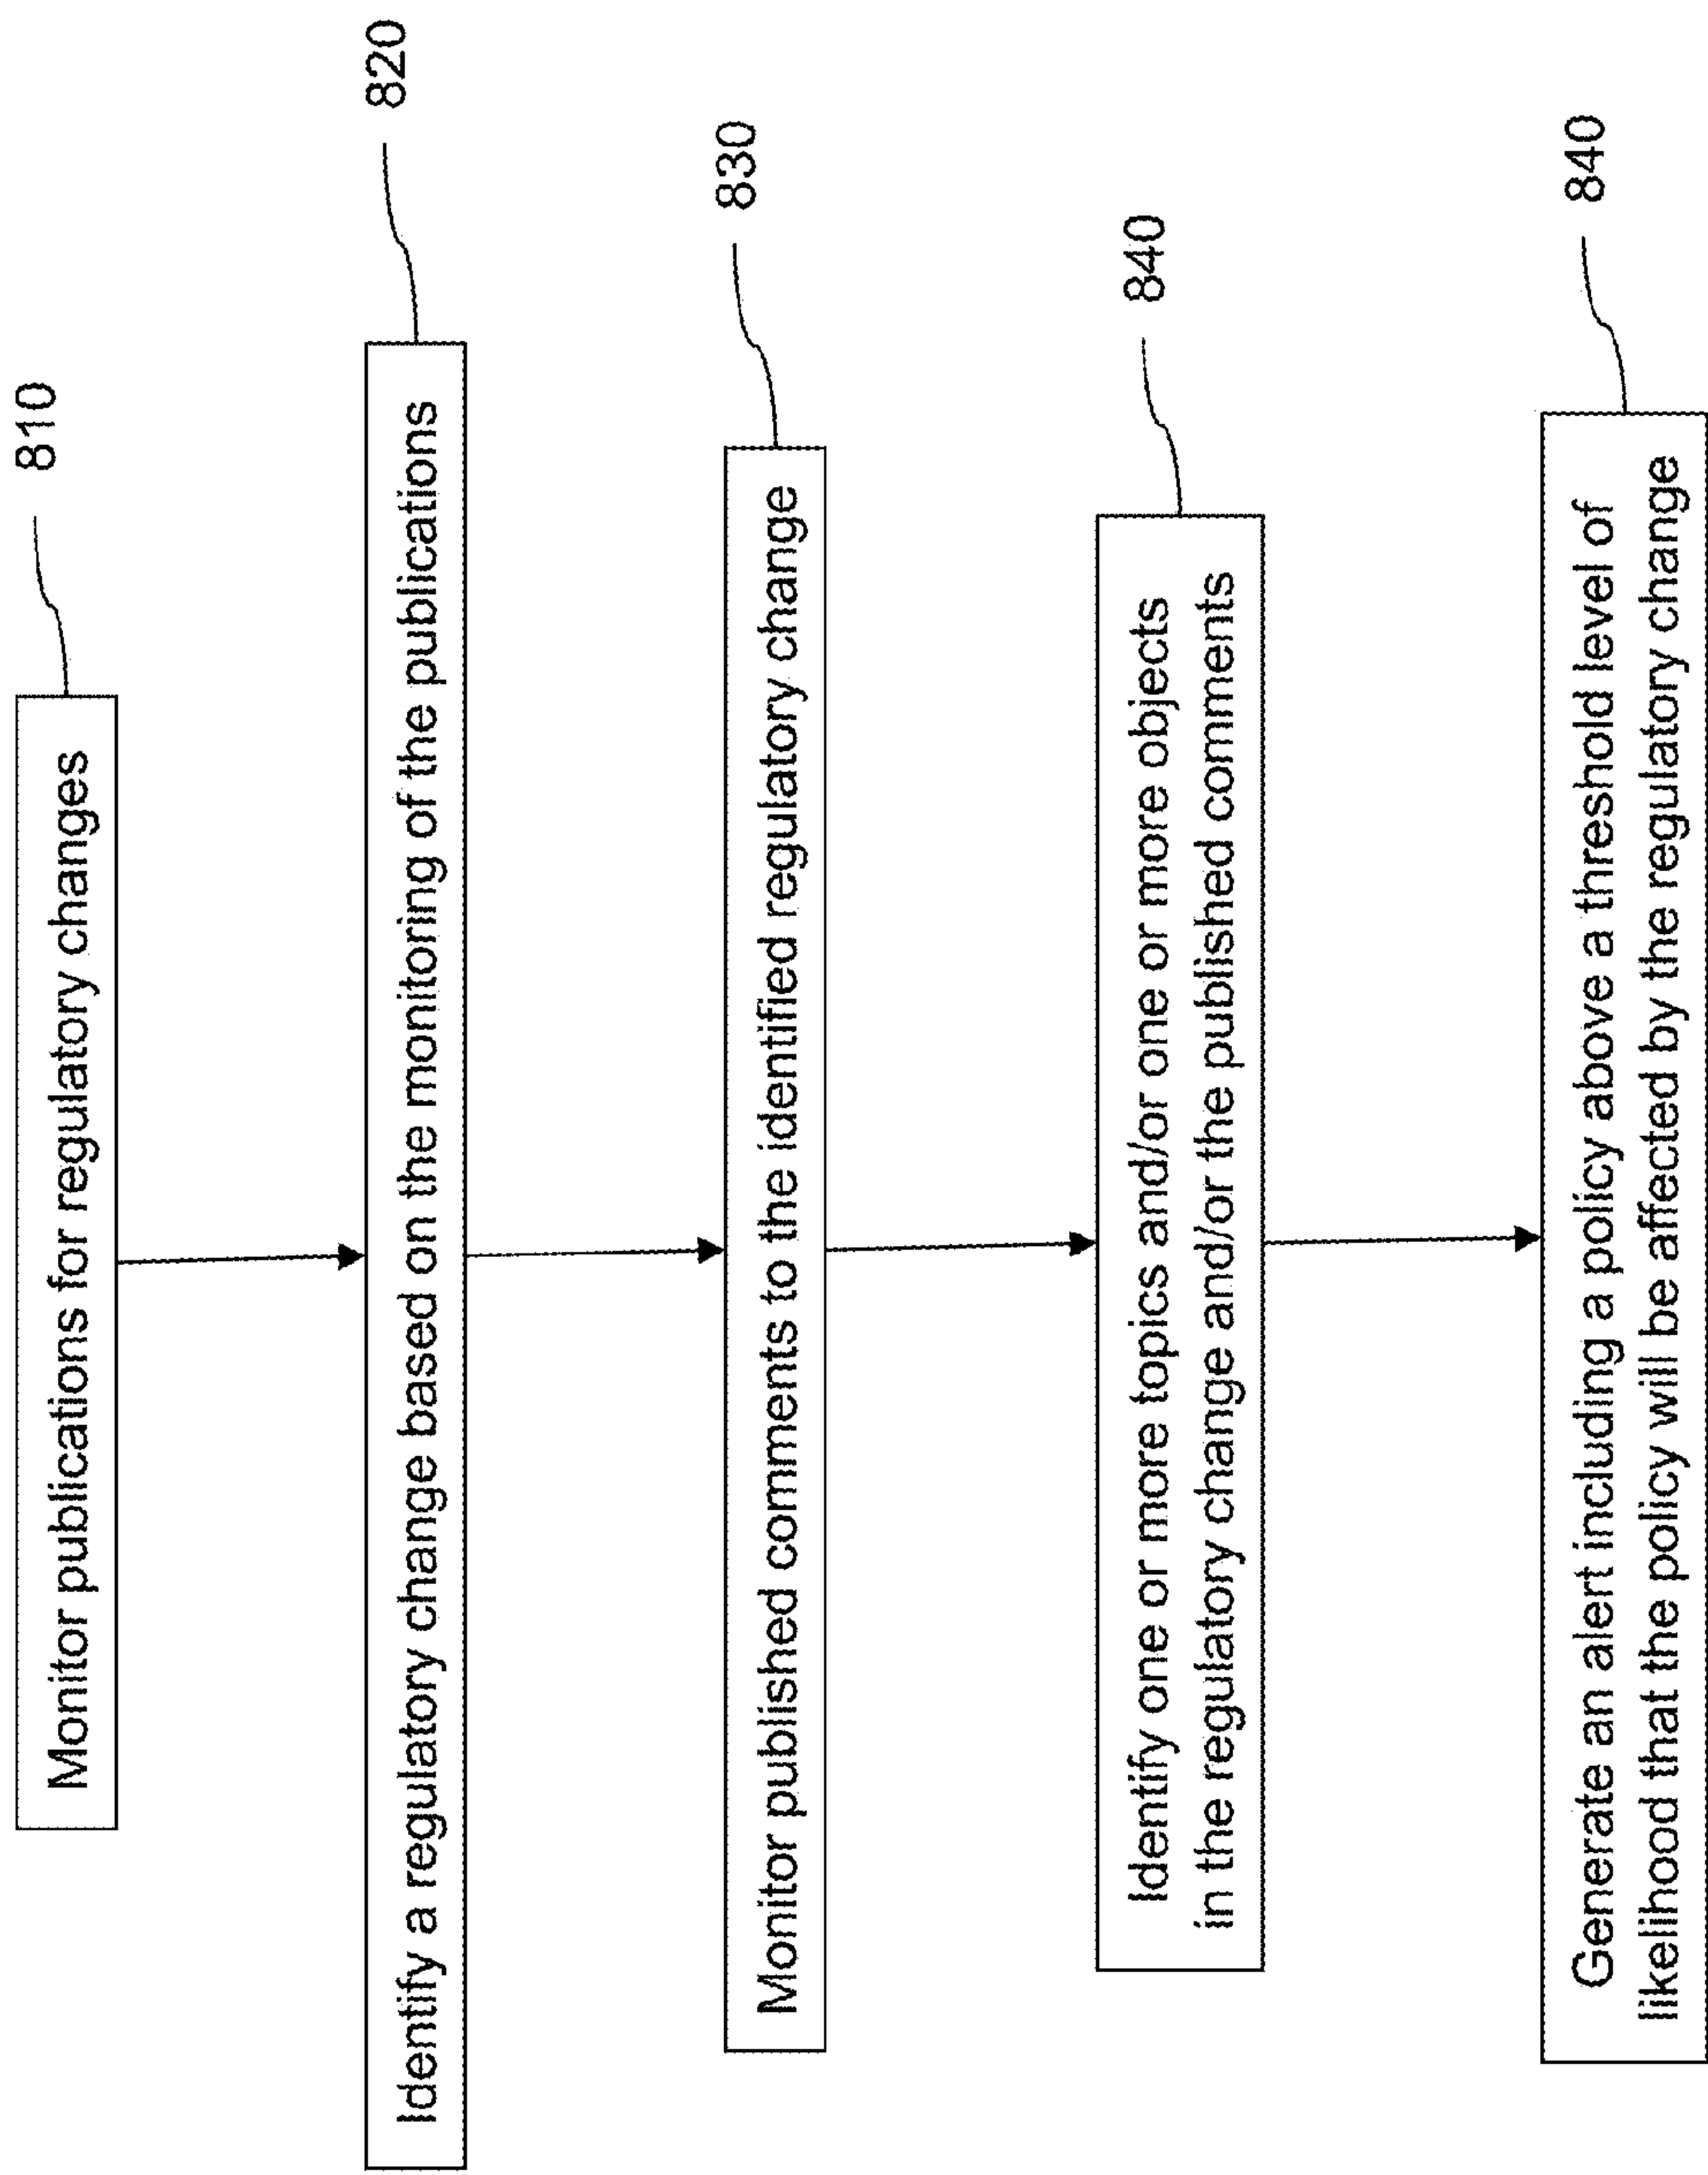 810
Monitor publications for regulatory changes
820
Identify a regulatory change based on the monitoring of the publications
830
Monitor published comments to the identified regulatory change
840
Identify one or more topics and/or one or more objects
in the regulatory change and/or the published comments
840
Generate an alert including a policy above a threshold level of
likelihood that the policy will be affected by the regulatory change